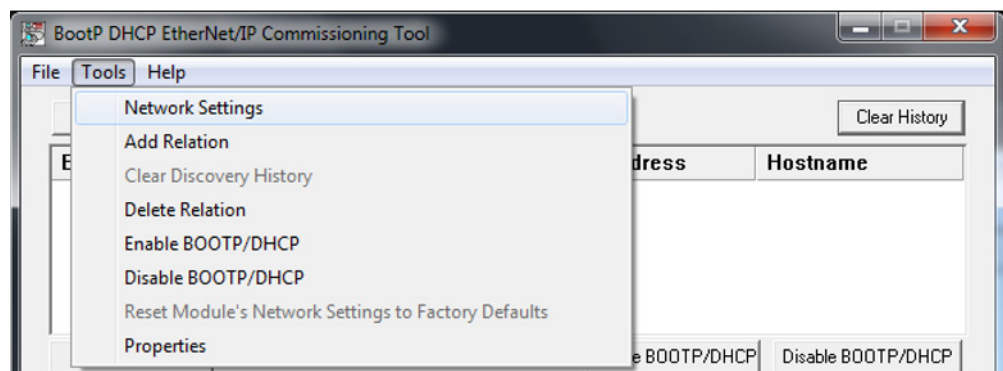 BootP DHCP EtherNet/IP Commissioning Tool
File Tools Help
Network Settings
Clear History
Add Relation
Hostname
Clear Discovery History
Delete Relation
Enable BOOTP/DHCP
Disable BOOTP/DHCP
Reset Module's Network Settings to Factory Defaults
Properties
BOOTP/DHCP Disable BOOTP/DHCP